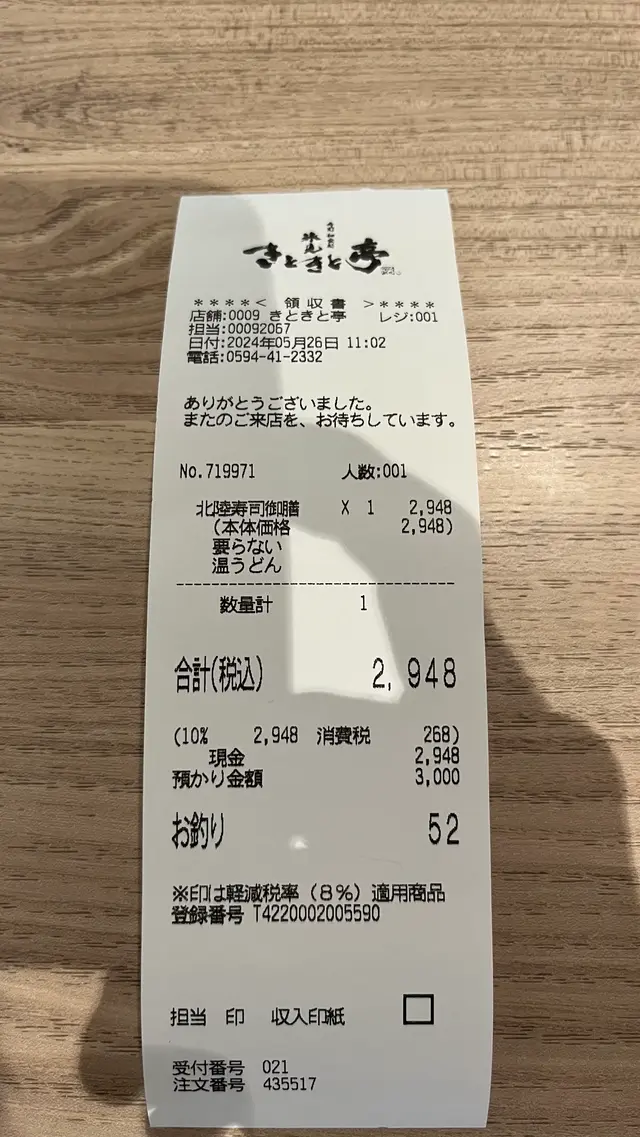 きときと亭
****< 領収書 >****
店舗:0009 きときと亭 レジ:001
担当:00092067
日付:2024年05月26日 11:02
電話:0594-41-2332
ありがとうございました。
またのご来店を、お待ちしています。
No.719971 人数:001
北陸寿司御膳 X 1 2,948
(本体価格 2,948)
要らない
温うどん
数量計 1
合計(税込) 2,948
(10% 2,948 消費税 268)
現金 2,948
預かり金額 3,000
お釣り 52
※印は軽減税率(8%)適用商品
登録番号 T4220002005590
担当 印 収入印紙
受付番号 021
注文番号 435517